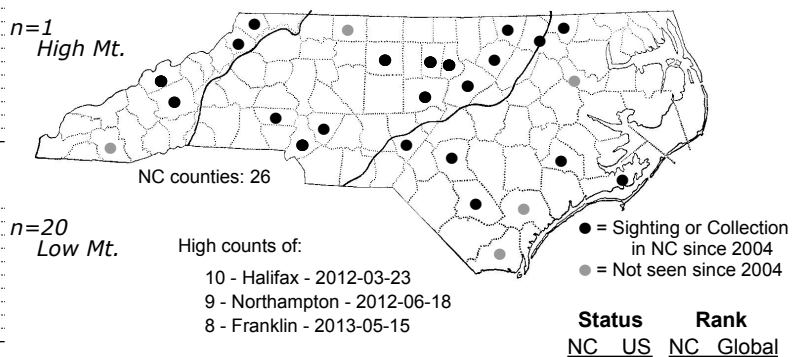 n=1
High Mt.
NC counties: 26
n=20
Low Mt.
High counts of:
10 - Halifax - 2012-03-23
9 - Northampton - 2012-06-18
8 - Franklin - 2013-05-15
= Sighting or Collection
in NC since 2004
= Not seen since 2004
Status Rank
NC US NC Global